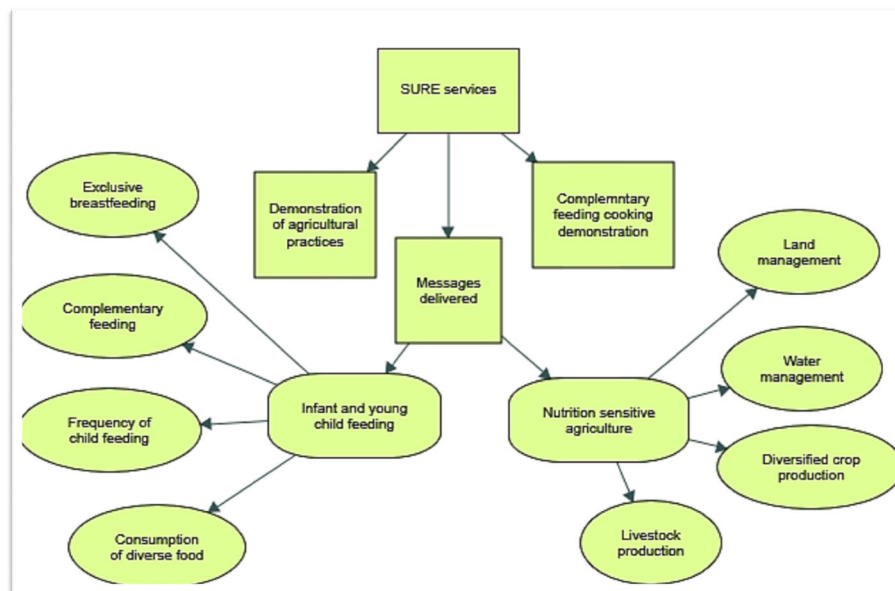 SURE services
Demonstration
of agricultural
practices
Complemntary
feeding cooking
demonstration
Messages
delivered
Exclusive
breastfeeding
Complementary
feeding
Frequency of
child feeding
Consumption
of diverse food
Infant and young
child feeding
Nutrition sensitive
agriculture
Land
management
Water
management
Diversified crop
production
Livestock
production